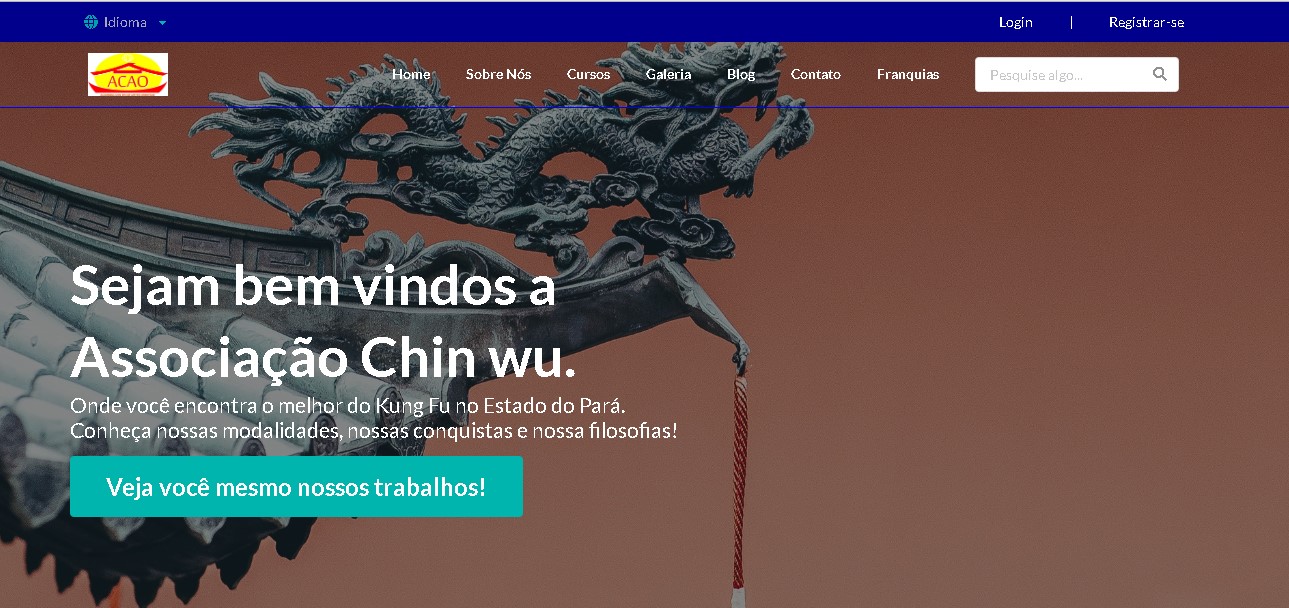 Idioma
Login | Registrar-se
ACAO
Home Sobre Nós Cursos Galeria Blog Contato Franquias
Pesquise algo...
Sejam bem vindos a
Associação Chin wu.
Onde você encontra o melhor do Kung Fu no Estado do Pará.
Conheça nossas modalidades, nossas conquistas e nossa filosofias!
Veja você mesmo nossos trabalhos!